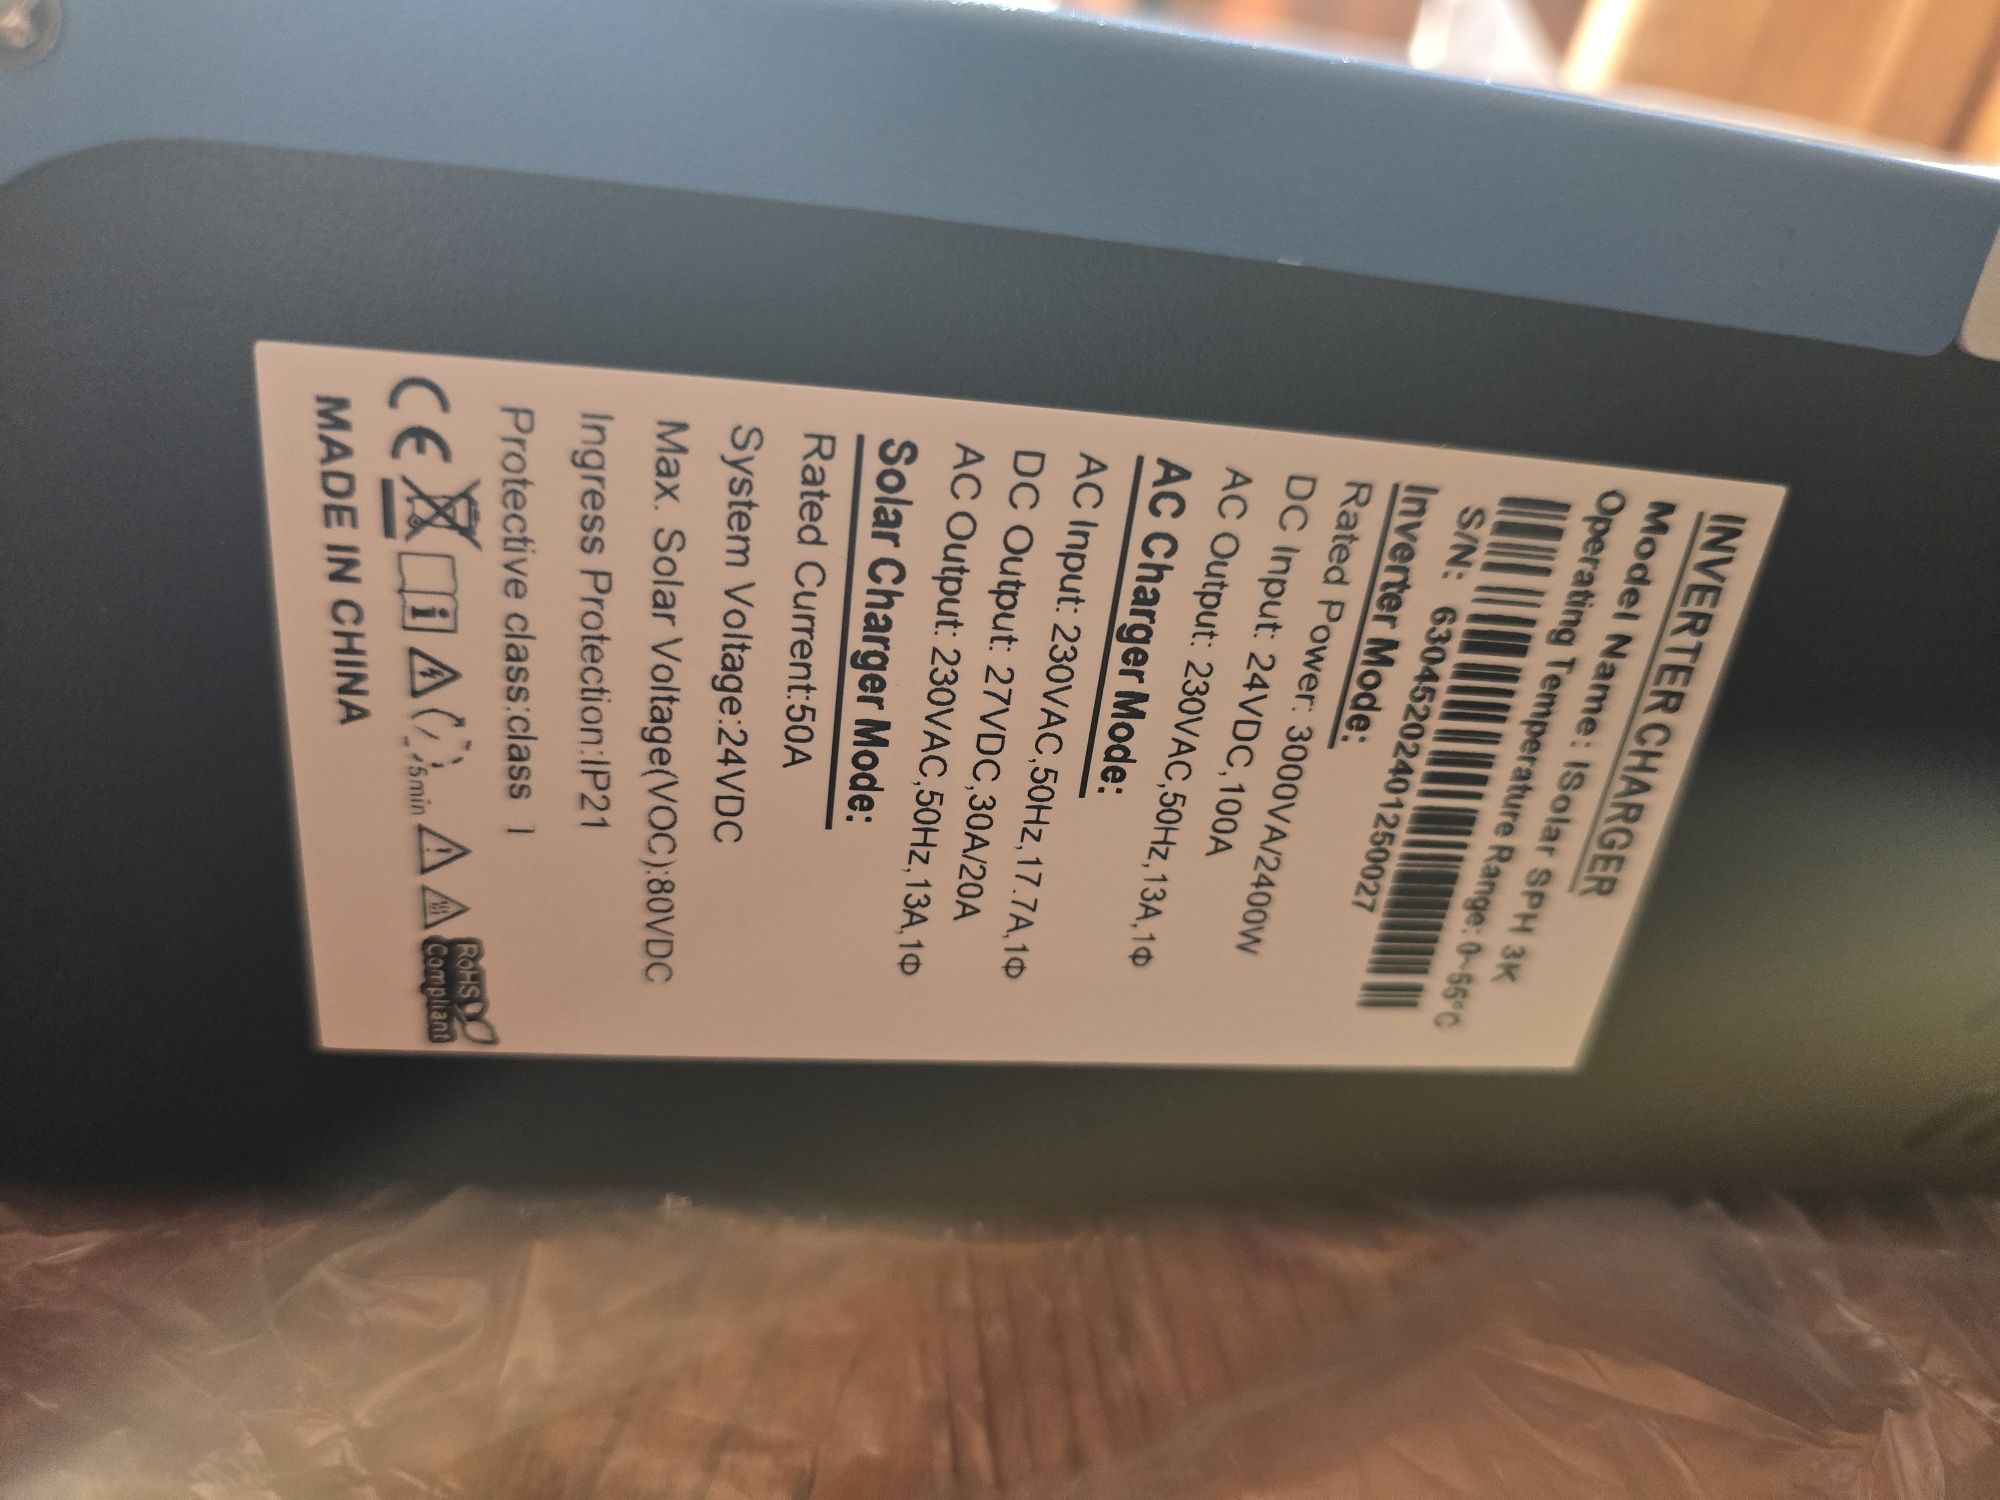 INVERTER CHARGER
Model Name: ISolar SPH 3K
Operating Temperature Range: 0~55°C
S/N: 630452024012500027
Inverter Mode:
Rated Power: 3000VA/2400W
DC Input: 24VDC,100A
AC Output: 230VAC,50Hz,13A,1Φ
AC Charger Mode:
AC Input: 230VAC,50Hz,17.7A,1Φ
DC Output: 27VDC,30A/20A
AC Output: 230VAC,50Hz,13A,1Φ
Solar Charger Mode:
Rated Current:50A
System Voltage:24VDC
Max. Solar Voltage(VOC):80VDC
Ingress Protection:IP21
Protective class:class I
CE i 5min RoHS Compliant
MADE IN CHINA